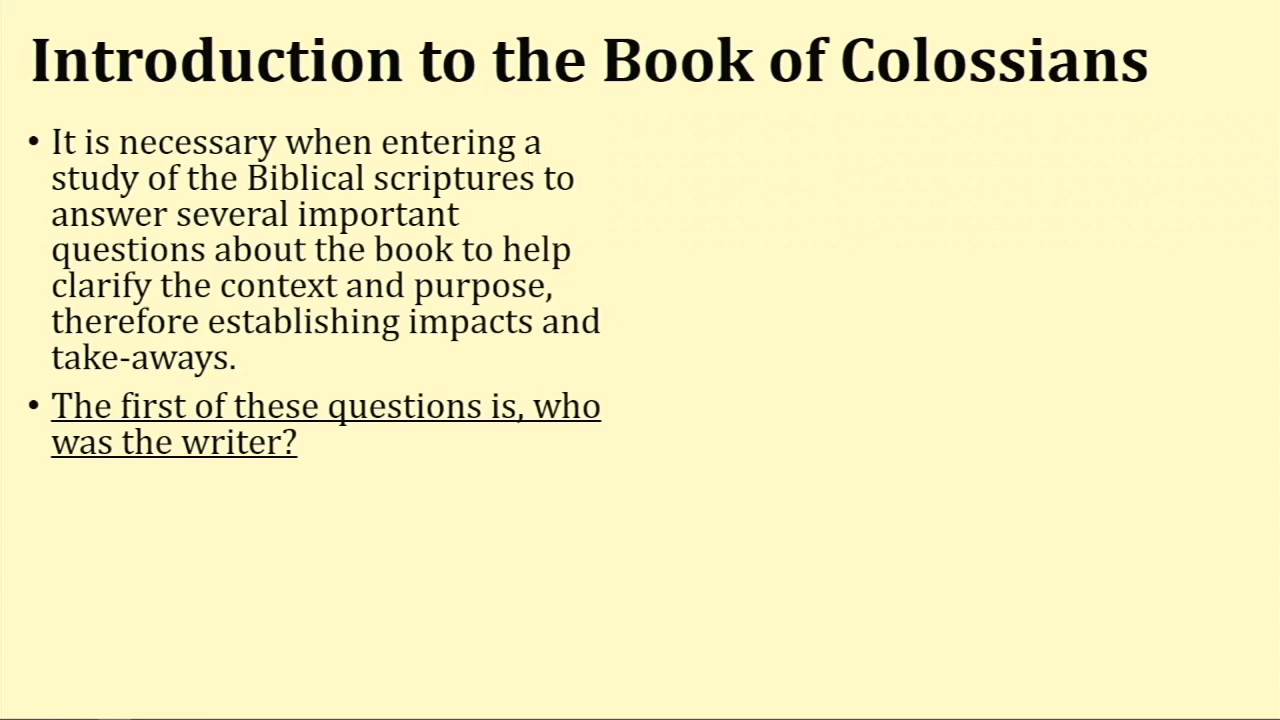 Introduction to the Book of Colossians
• It is necessary when entering a
study of the Biblical scriptures to
answer several important
questions about the book to help
clarify the context and purpose,
therefore establishing impacts and
take-aways.
• The first of these questions is, who
was the writer?